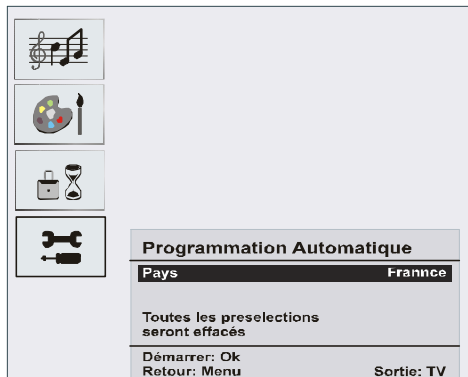 Programmation Automatique
Pays Frannce
Toutes les preselections
seront effacés
Démarrer: Ok
Retour: Menu Sortie: TV